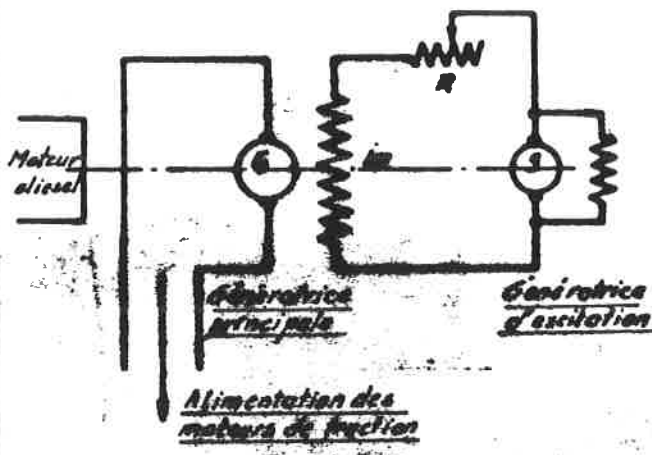 Moteur
diesel
G
R
Génératrice
principale
Génératrice
d'excitation
Alimentation des
moteurs de traction